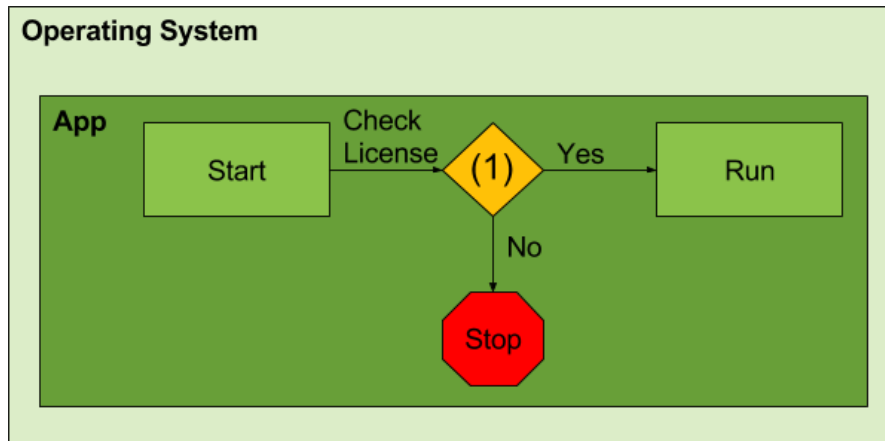 Operating System
App
Start
Check
License
(1)
Yes
Run
No
Stop